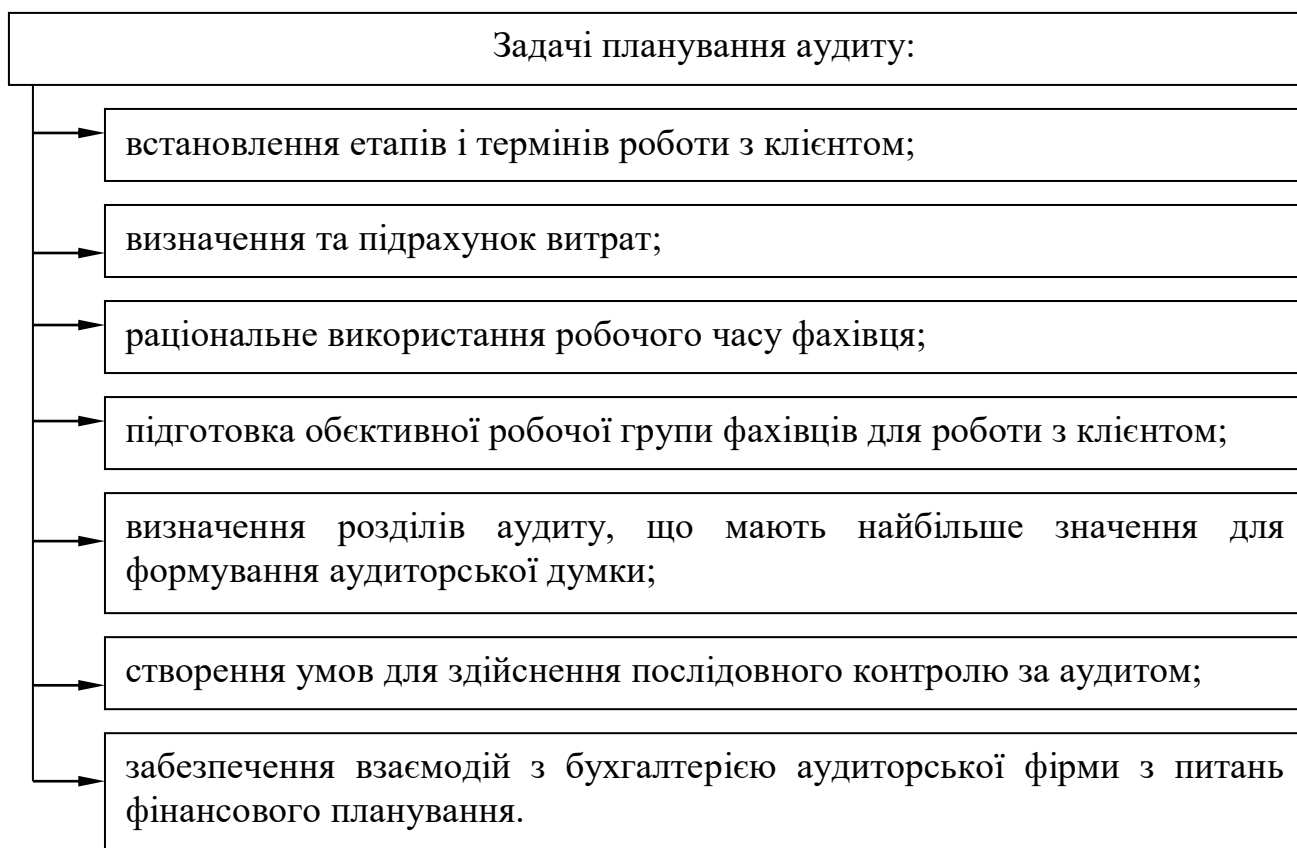 Задачі планування аудиту:
встановлення етапів і термінів роботи з клієнтом;
визначення та підрахунок витрат;
раціональне використання робочого часу фахівця;
підготовка обєктивної робочої групи фахівців для роботи з клієнтом;
визначення розділів аудиту, що мають найбільше значення для
формування аудиторської думки;
створення умов для здійснення послідовного контролю за аудитом;
забезпечення взаємодій з бухгалтерією аудиторської фірми з питань
фінансового планування.